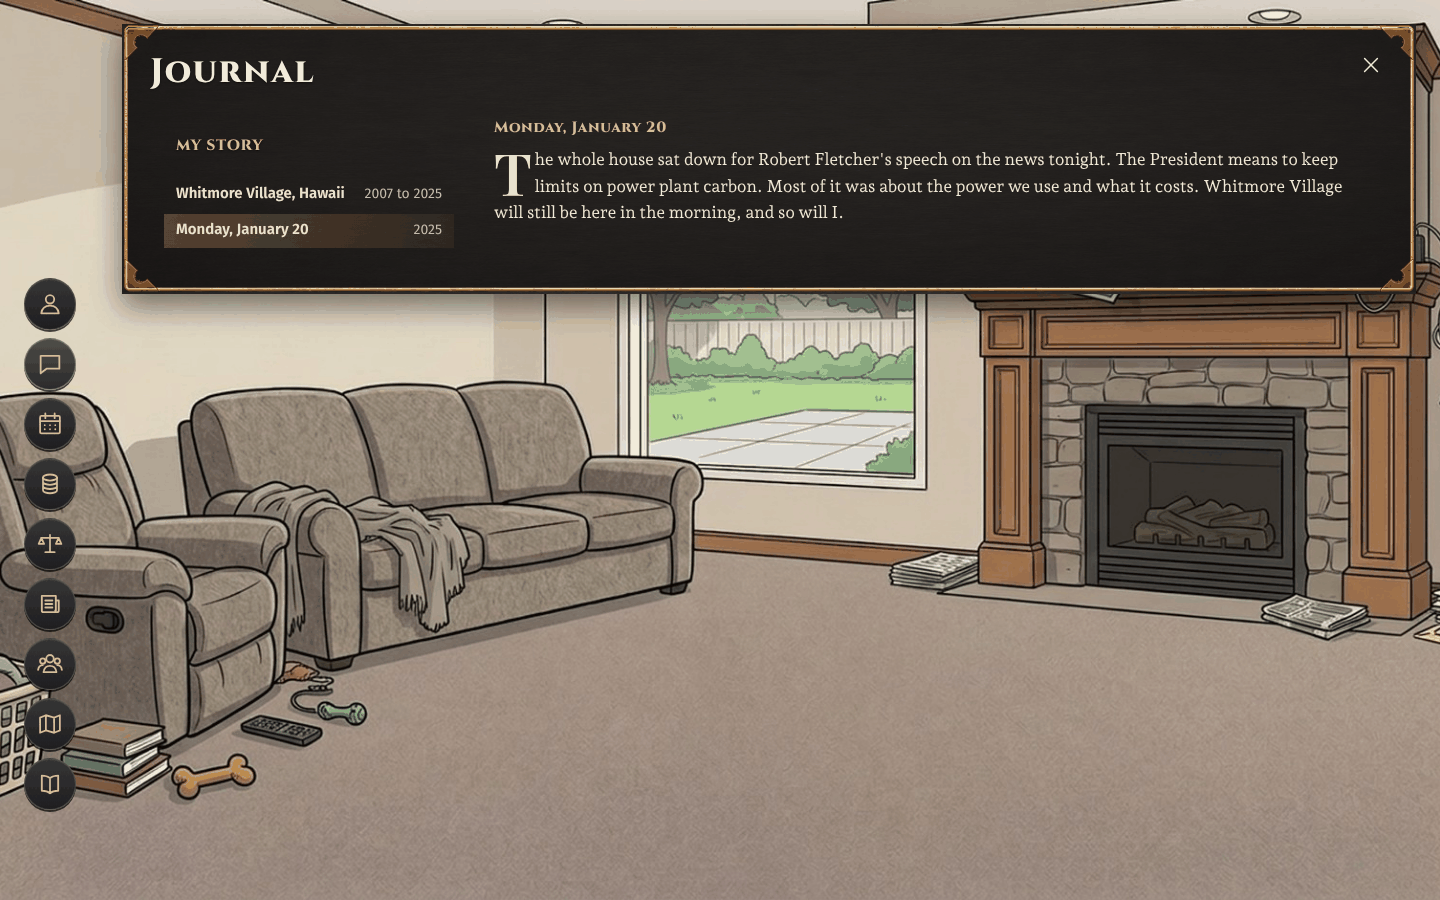 Journal
MY STORY
Whitmore Village, Hawaii 2007 to 2025
Monday, January 20 2025
Monday, January 20
The whole house sat down for Robert Fletcher's speech on the news tonight. The President means to keep
limits on power plant carbon. Most of it was about the power we use and what it costs. Whitmore Village
will still be here in the morning, and so will I.